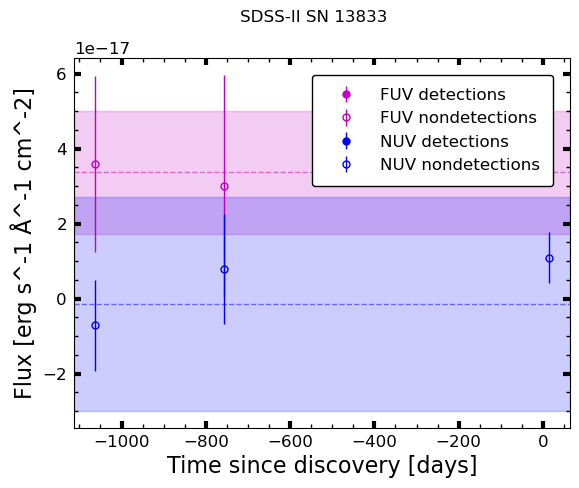 SDSS-II SN 13833
1e−17
6
4
2
0
−2
Flux [erg s^-1 Å^-1 cm^-2]
FUV detections
FUV nondetections
NUV detections
NUV nondetections
−1000 −800 −600 −400 −200 0
Time since discovery [days]